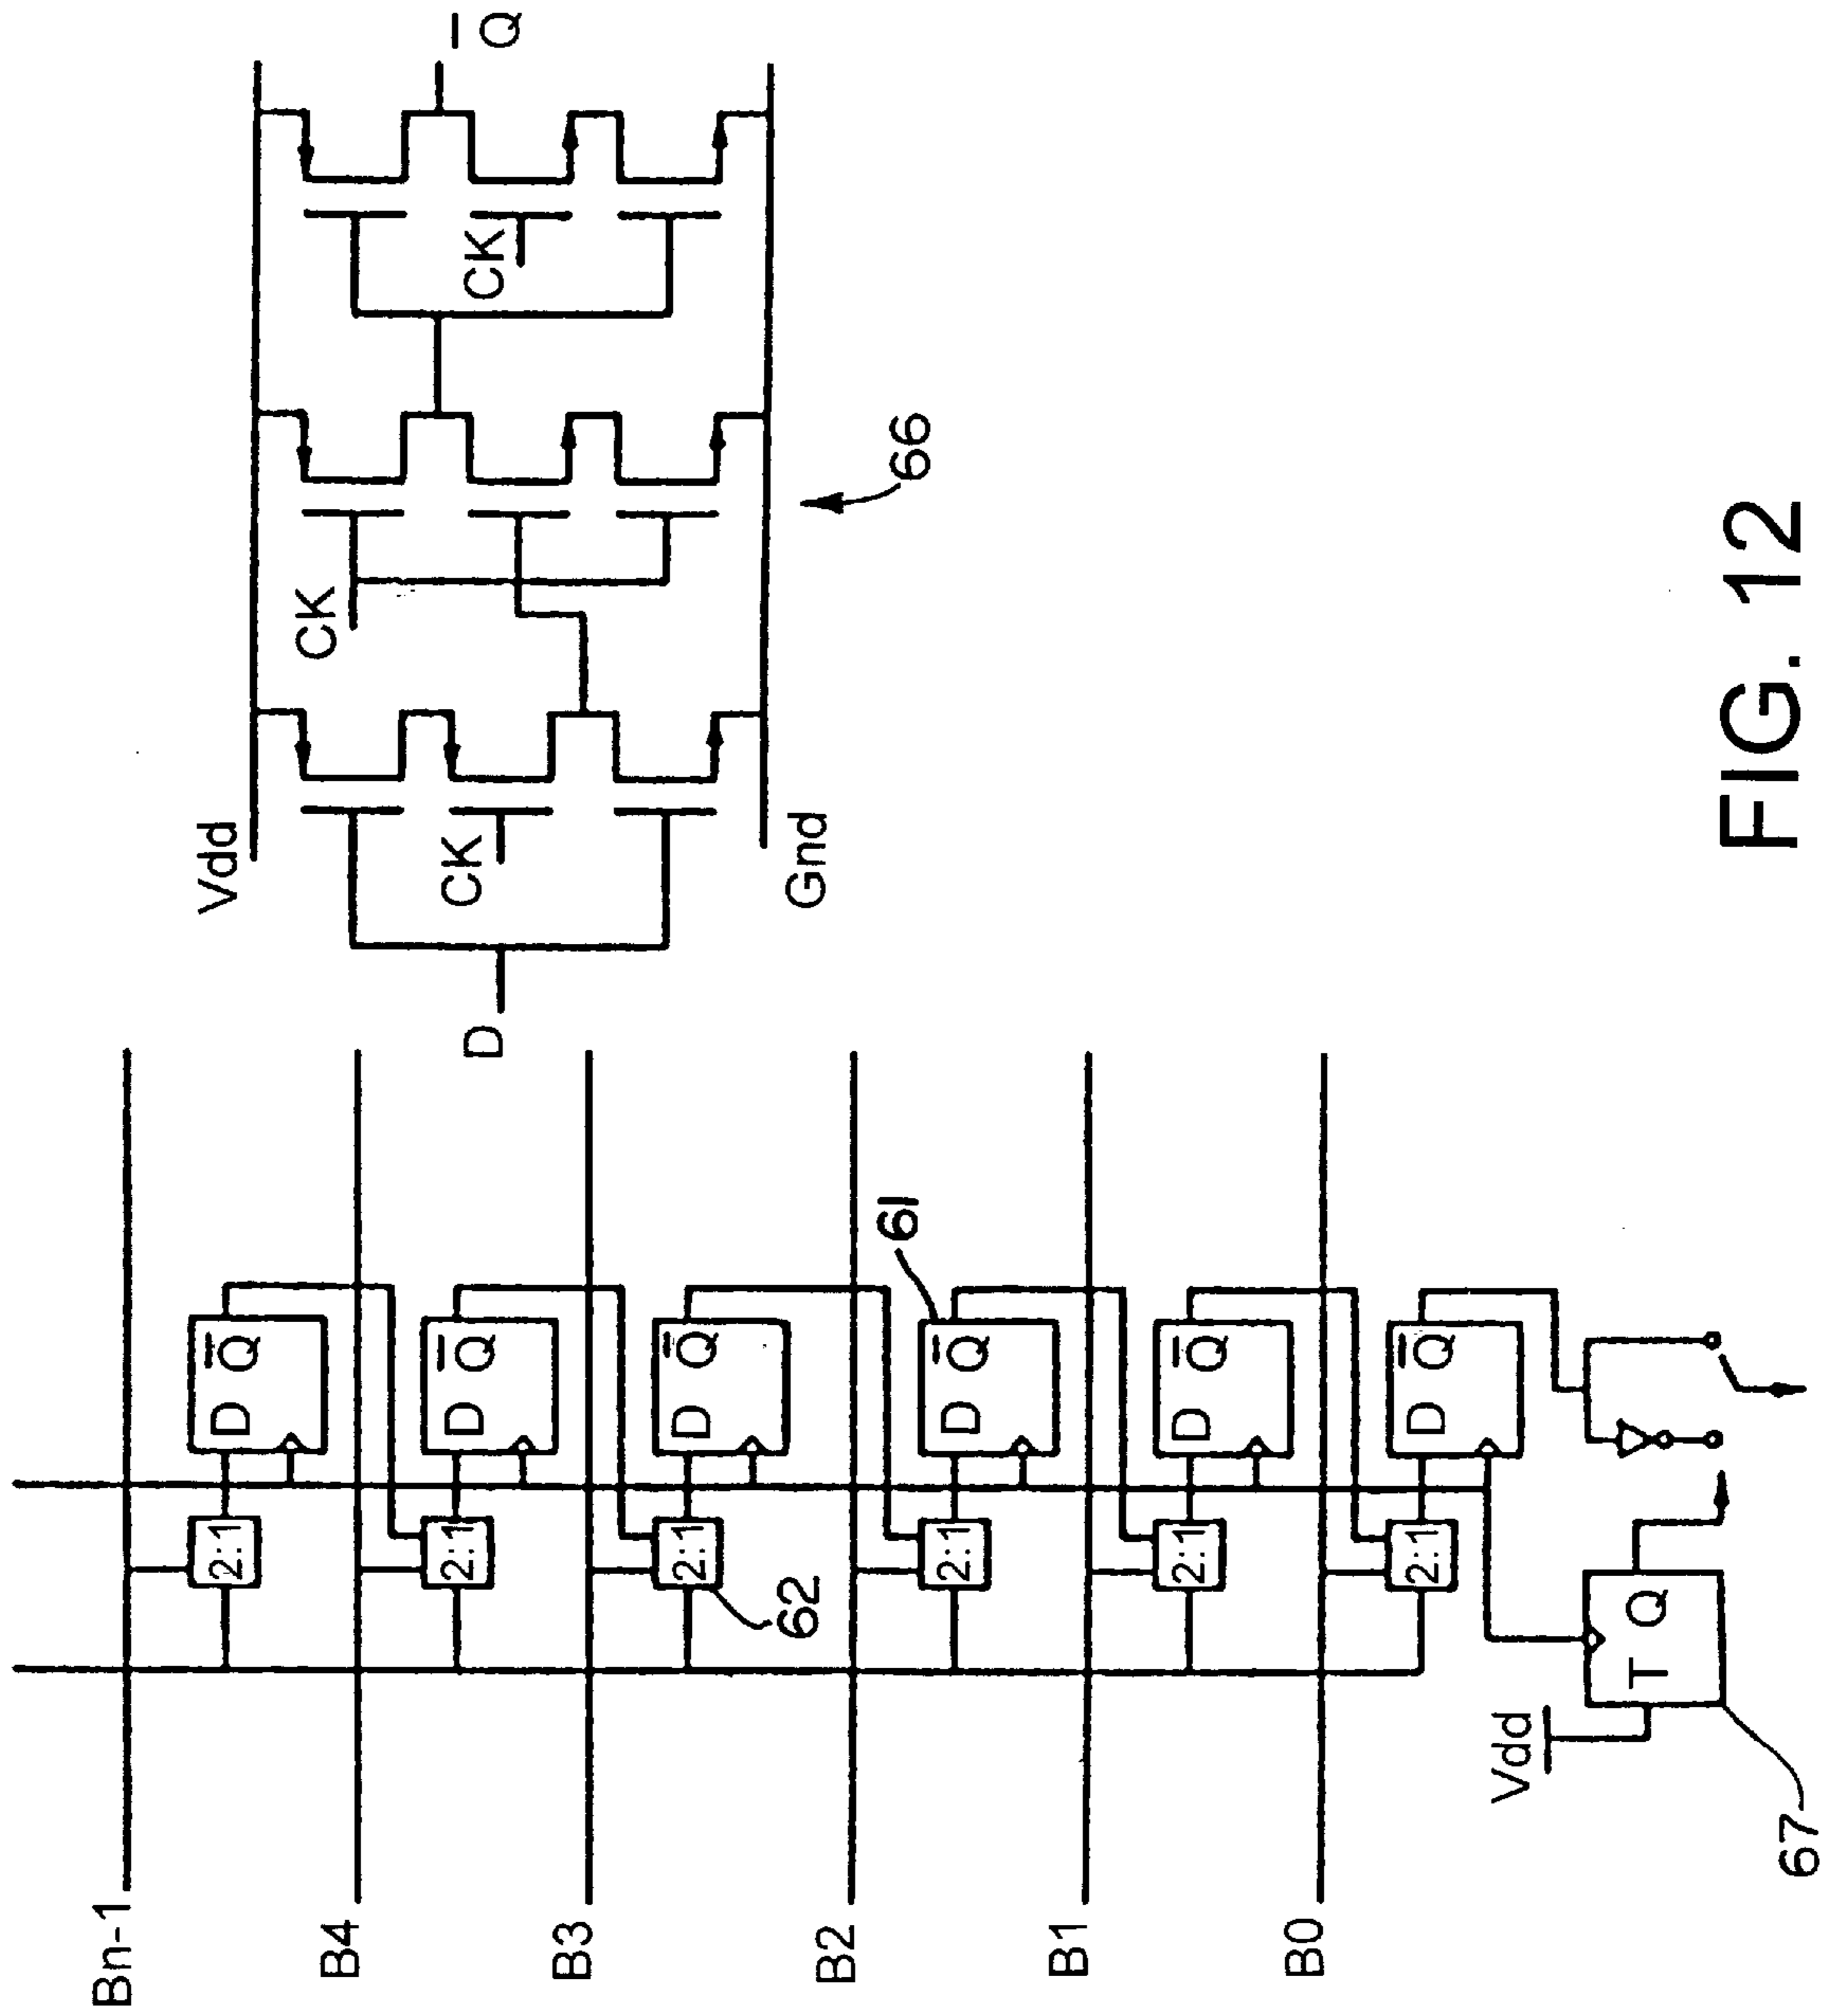 Bn-1
B4
B3
B2
B1
B0
2:1
2:1
2:1
2:1
2:1
2:1
D Q̅
D Q̅
D Q̅
D Q̅
D Q̅
D Q̅
62
61
Vdd
T Q
67
Vdd
D
CK
CK
CK
Q̅
Gnd
66
FIG. 12